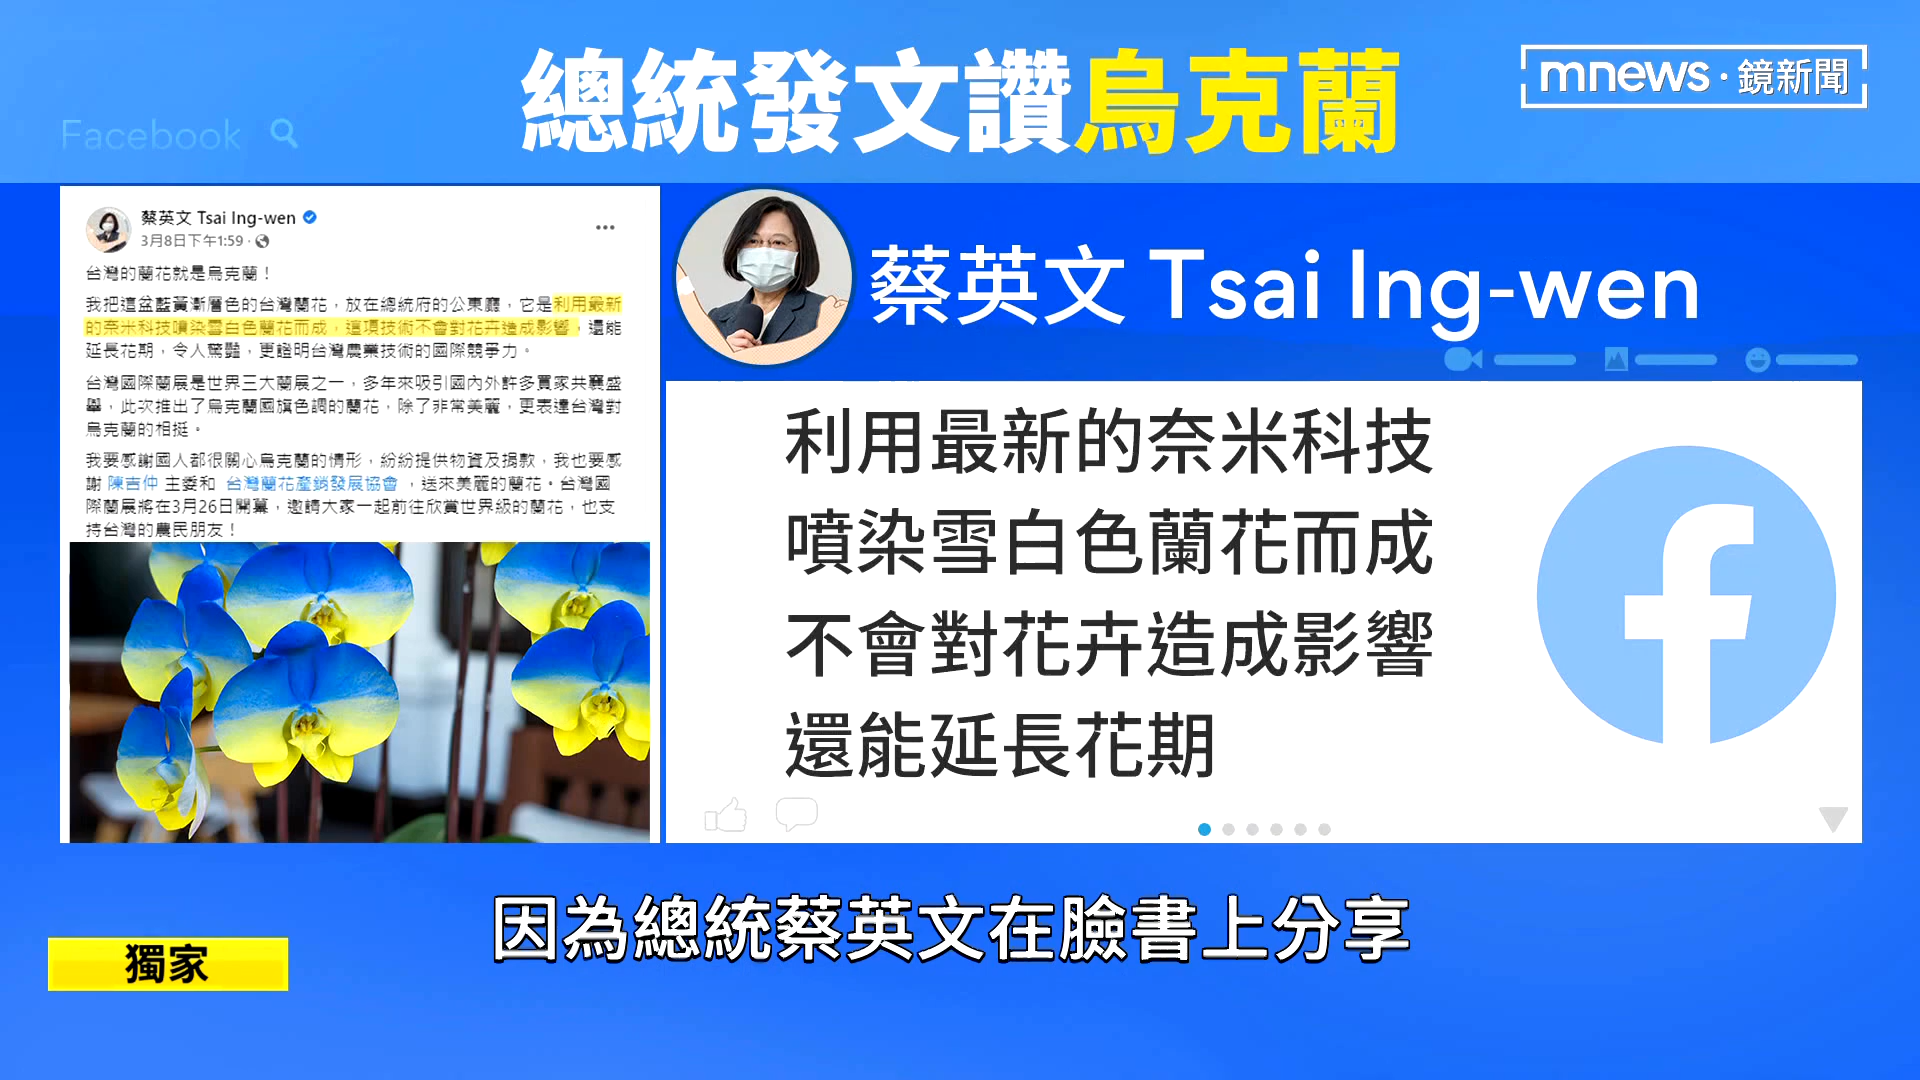 總統發文讚烏克蘭
mnews·鏡新聞
Facebook
蔡英文 Tsai Ing-wen
3月8日下午1:59
台灣的蘭花就是烏克蘭！
我把這盆藍黃漸層色的台灣蘭花，放在總統府的公東廳，它是利用最新
的奈米科技噴染雪白色蘭花而成，這項技術不會對花卉造成影響，還能
延長花期，令人驚豔，更證明台灣農業技術的國際競爭力。
台灣國際蘭展是世界三大蘭展之一，多年來吸引國內外許多買家共襄盛
舉，此次推出了烏克蘭國旗色調的蘭花，除了非常美麗，更表達台灣對
烏克蘭的相挺。
我要感謝國人都很關心烏克蘭的情形，紛紛提供物資及捐款，我也要感
謝 陳吉仲 主委和 台灣蘭花產銷發展協會 ，送來美麗的蘭花。台灣國
際蘭展將在3月26日開幕，邀請大家一起前往欣賞世界級的蘭花，也支
持台灣的農民朋友！
蔡英文 Tsai Ing-wen
利用最新的奈米科技
噴染雪白色蘭花而成
不會對花卉造成影響
還能延長花期
因為總統蔡英文在臉書上分享
獨家